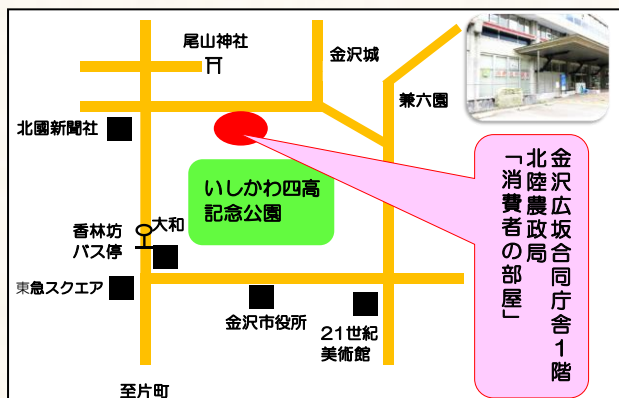 尾山神社
金沢城
兼六園
北國新聞社
いしかわ四高
記念公園
香林坊
バス停
大和
東急スクエア
金沢市役所
21世紀
美術館
至片町
金沢広坂合同庁舎1階
北陸農政局
「消費者の部屋」